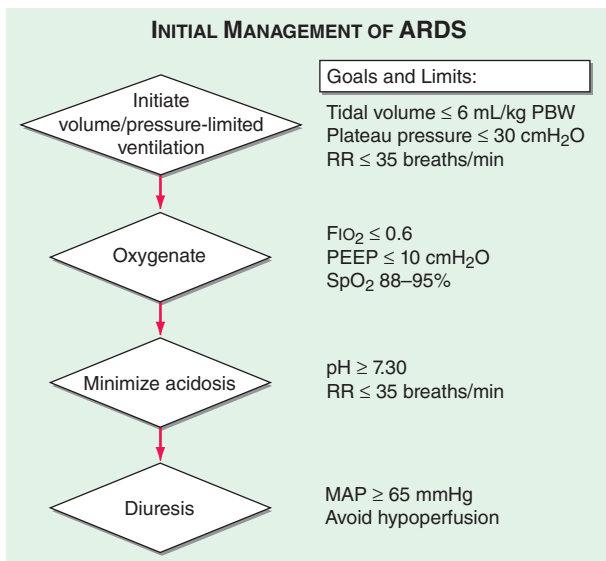 INITIAL MANAGEMENT OF ARDS
Initiate
volume/pressure-limited
ventilation
Goals and Limits:
Tidal volume ≤ 6 mL/kg PBW
Plateau pressure ≤ 30 cmH₂O
RR ≤ 35 breaths/min
Oxygenate
FIO₂ ≤ 0.6
PEEP ≤ 10 cmH₂O
SpO₂ 88–95%
Minimize acidosis
pH ≥ 7.30
RR ≤ 35 breaths/min
Diuresis
MAP ≥ 65 mmHg
Avoid hypoperfusion